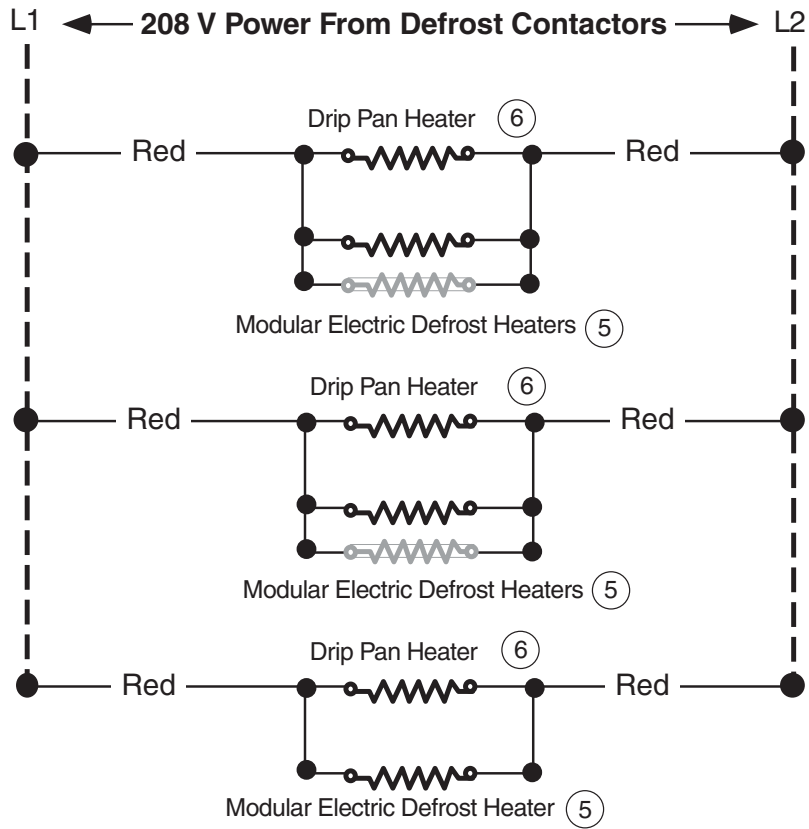 L1 208 V Power From Defrost Contactors L2
Drip Pan Heater 6
Red Red
Modular Electric Defrost Heaters 5
Drip Pan Heater 6
Red Red
Modular Electric Defrost Heaters 5
Drip Pan Heater 6
Red Red
Modular Electric Defrost Heater 5